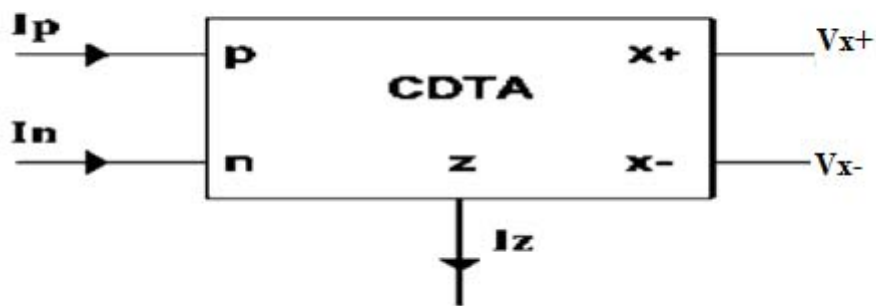 Ip
p
x+
Vx+
CDTA
In
n
z
x-
Vx-
Iz